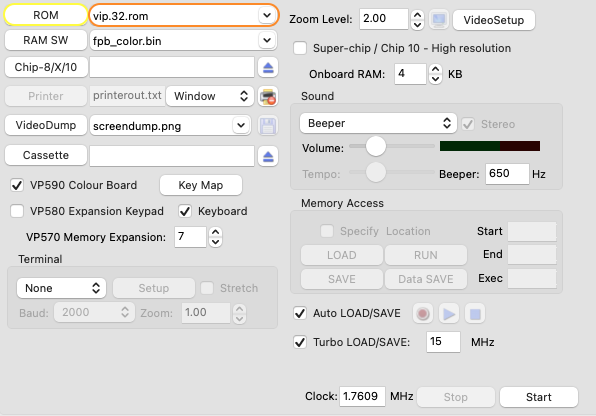 ROM vip.32.rom
RAM SW fpb_color.bin
Chip-8/X/10
Printer printerout.txt Window
VideoDump screendump.png
Cassette
VP590 Colour Board Key Map
VP580 Expansion Keypad Keyboard
VP570 Memory Expansion: 7
Terminal
None Setup Stretch
Baud: 2000 Zoom: 1.00
Zoom Level: 2.00 VideoSetup
Super-chip / Chip 10 - High resolution
Onboard RAM: 4 KB
Sound
Beeper Stereo
Volume:
Tempo: Beeper: 650 Hz
Memory Access
Specify Location Start
LOAD RUN End
SAVE Data SAVE Exec
Auto LOAD/SAVE
Turbo LOAD/SAVE: 15 MHz
Clock: 1.7609 MHz Stop Start